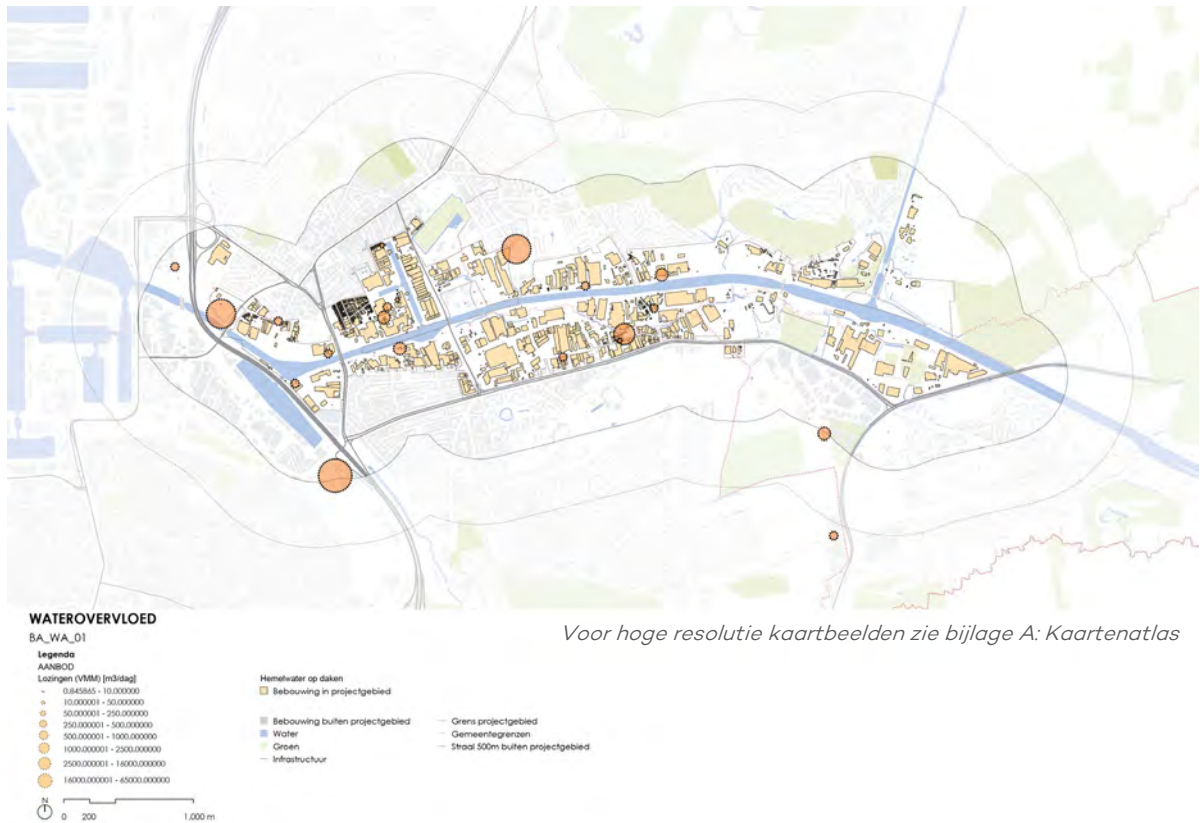 WATEROVERVLOED
BA_WA_01
Voor hoge resolutie kaartbeelden zie bijlage A: Kaartenatlas
Legenda
AANBOD
Lozingen (VMM) [m3/dag]
0.845865 - 10.000000
10.000001 - 50.000000
50.000001 - 250.000000
250.000001 - 500.000000
500.000001 - 1000.000000
1000.000001 - 2500.000000
2500.000001 - 16000.000000
16000.000001 - 65000.000000
Hemelwater op daken
Bebouwing in projectgebied
Bebouwing buiten projectgebied
Water
Groen
Infrastructuur
Grens projectgebied
Gemeentegrenzen
Straal 500m buiten projectgebied
N
0 200 1.000 m